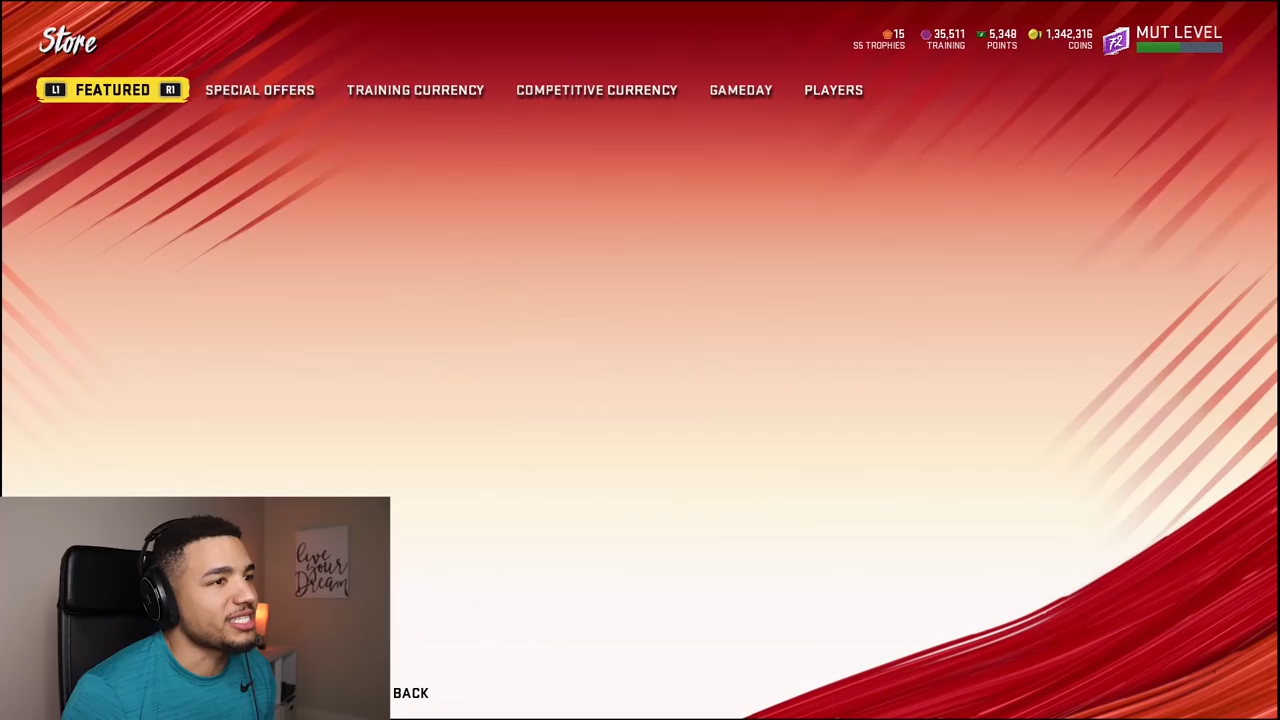 Store
15
S5 TROPHIES
35,511
TRAINING
5,348
POINTS
1,342,316
COINS
72
MUT LEVEL
L1 FEATURED R1
SPECIAL OFFERS
TRAINING CURRENCY
COMPETITIVE CURRENCY
GAMEDAY
PLAYERS
live
your
Dream
BACK